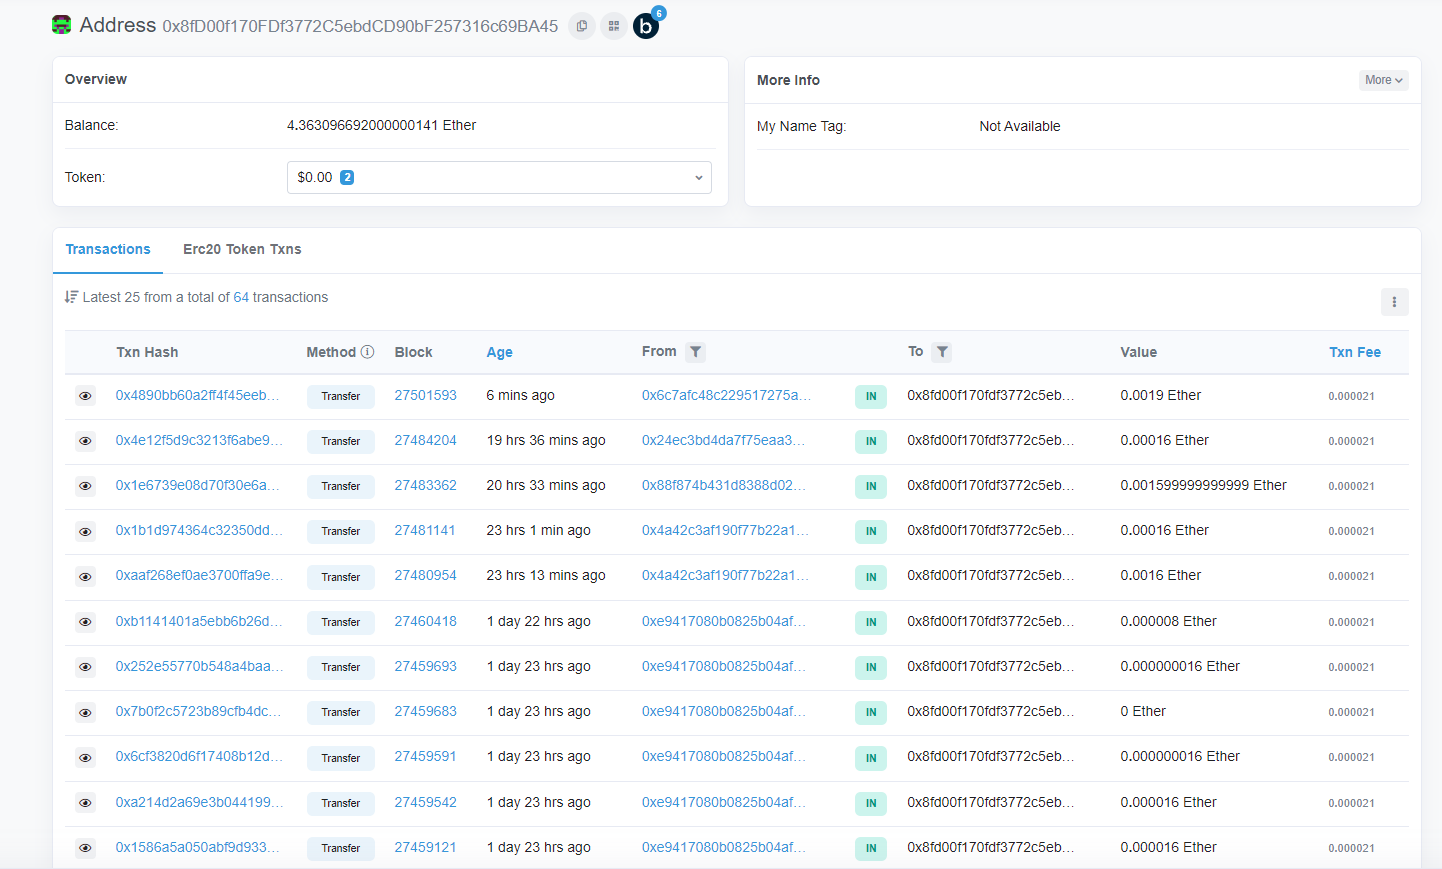 Address 0x8fD00f170FDf3772C5ebdCD90bF257316c69BA45 b 6
Overview
Balance: 4.363096692000000141 Ether
Token: $0.00 2
More Info More
My Name Tag: Not Available
Transactions Erc20 Token Txns
Latest 25 from a total of 64 transactions
Txn Hash Method Block Age From To Value Txn Fee
0x4890bb60a2ff4f45eeb... Transfer 27501593 6 mins ago 0x6c7afc48c229517275a... IN 0x8fd00f170fdf3772c5eb... 0.0019 Ether 0.000021
0x4e12f5d9c3213f6abe9... Transfer 27484204 19 hrs 36 mins ago 0x24ec3bd4da7f75eaa3... IN 0x8fd00f170fdf3772c5eb... 0.00016 Ether 0.000021
0x1e6739e08d70f30e6a... Transfer 27483362 20 hrs 33 mins ago 0x88f874b431d8388d02... IN 0x8fd00f170fdf3772c5eb... 0.001599999999999 Ether 0.000021
0x1b1d974364c32350dd... Transfer 27481141 23 hrs 1 min ago 0x4a42c3af190f77b22a1... IN 0x8fd00f170fdf3772c5eb... 0.00016 Ether 0.000021
0xaaf268ef0ae3700ffa9e... Transfer 27480954 23 hrs 13 mins ago 0x4a42c3af190f77b22a1... IN 0x8fd00f170fdf3772c5eb... 0.0016 Ether 0.000021
0xb1141401a5ebb6b26d... Transfer 27460418 1 day 22 hrs ago 0xe9417080b0825b04af... IN 0x8fd00f170fdf3772c5eb... 0.000008 Ether 0.000021
0x252e55770b548a4baa... Transfer 27459693 1 day 23 hrs ago 0xe9417080b0825b04af... IN 0x8fd00f170fdf3772c5eb... 0.000000016 Ether 0.000021
0x7b0f2c5723b89cfb4dc... Transfer 27459683 1 day 23 hrs ago 0xe9417080b0825b04af... IN 0x8fd00f170fdf3772c5eb... 0 Ether 0.000021
0x6cf3820d6f17408b12d... Transfer 27459591 1 day 23 hrs ago 0xe9417080b0825b04af... IN 0x8fd00f170fdf3772c5eb... 0.000000016 Ether 0.000021
0xa214d2a69e3b044199... Transfer 27459542 1 day 23 hrs ago 0xe9417080b0825b04af... IN 0x8fd00f170fdf3772c5eb... 0.000016 Ether 0.000021
0x1586a5a050abf9d933... Transfer 27459121 1 day 23 hrs ago 0xe9417080b0825b04af... IN 0x8fd00f170fdf3772c5eb... 0.000016 Ether 0.000021